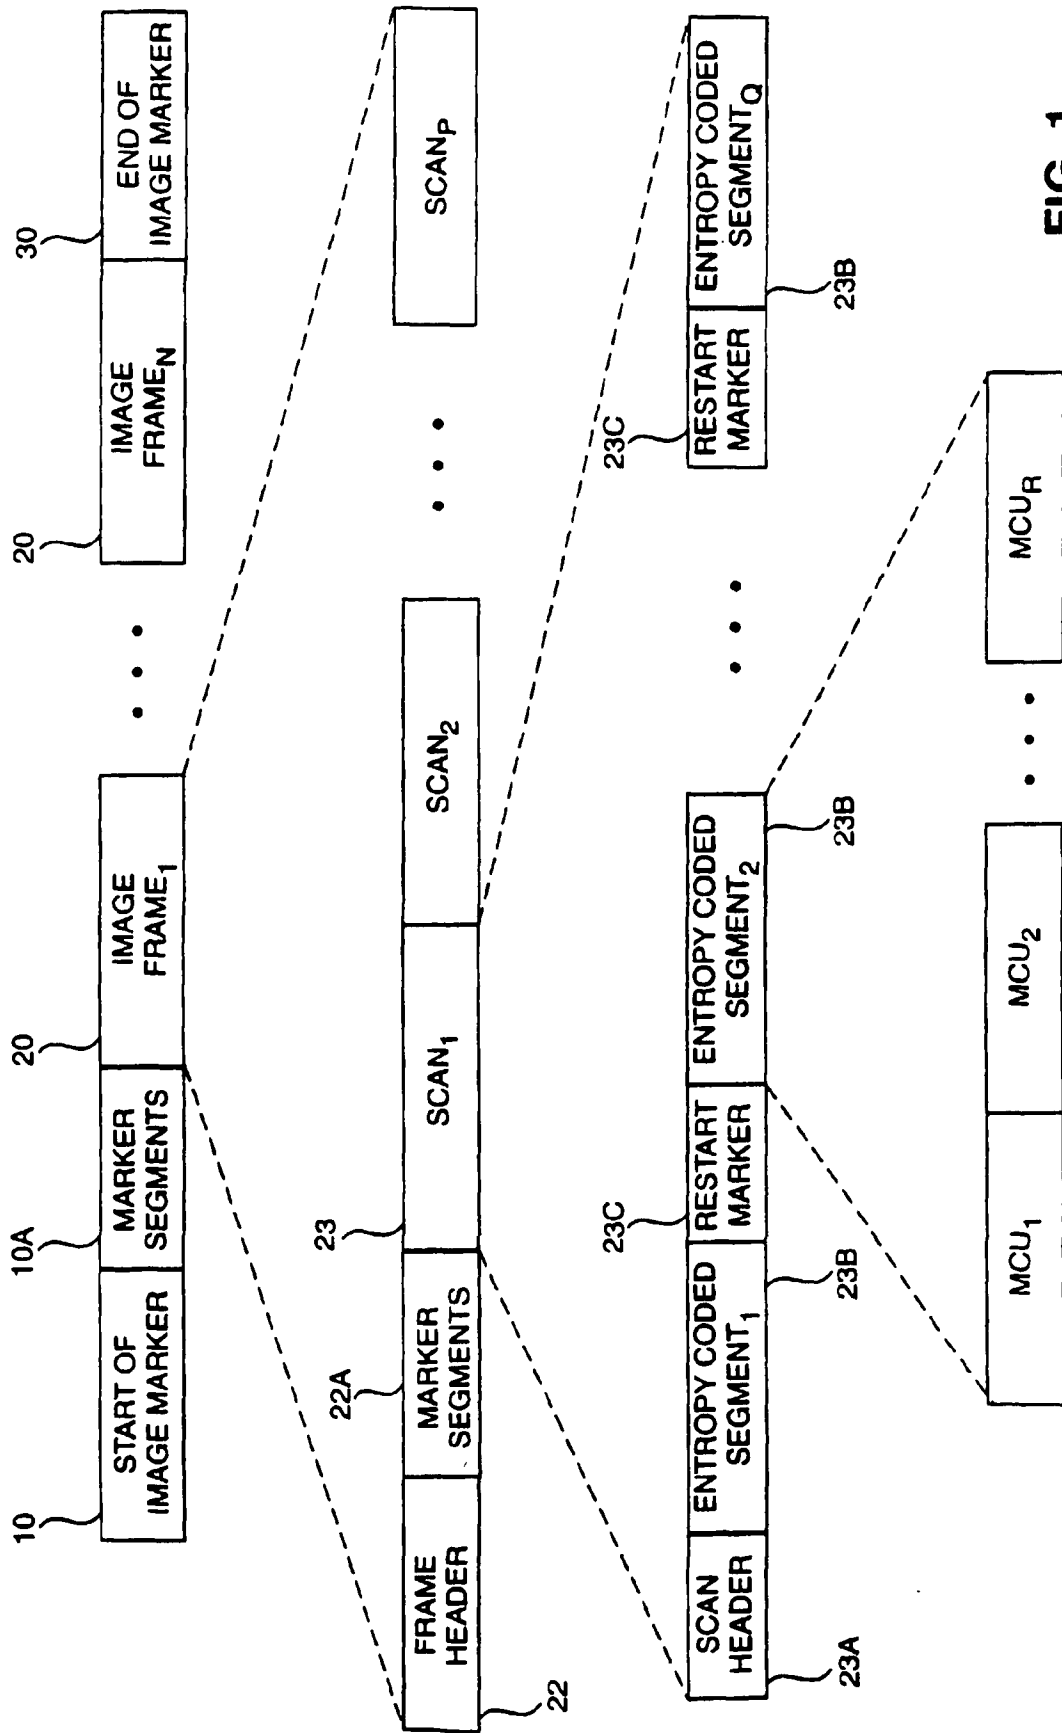 10
START OF
IMAGE MARKER
10A
MARKER
SEGMENTS
20
IMAGE
FRAME1
20
IMAGE
FRAMEN
30
END OF
IMAGE MARKER
22
FRAME
HEADER
22A
MARKER
SEGMENTS
23
SCAN1
SCAN2
SCANP
23A
SCAN
HEADER
ENTROPY CODED
SEGMENT1
23B
23C
RESTART
MARKER
ENTROPY CODED
SEGMENT2
23B
23C
RESTART
MARKER
ENTROPY CODED
SEGMENTQ
23B
MCU1
MCU2
MCUR
FIG. 1